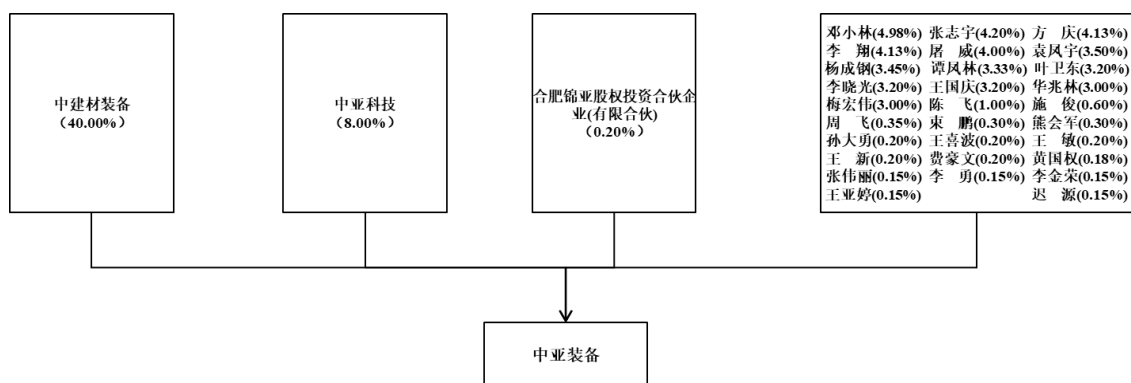 中建材装备
（40.00%）
中亚科技
（8.00%）
合肥锦亚股权投资合伙企
业(有限合伙)
（0.20%）
邓小林(4.98%) 张志宇(4.20%) 方　庆(4.13%)
李　翔(4.13%) 屠　威(4.00%) 袁凤宇(3.50%)
杨成钢(3.45%) 谭凤林(3.33%) 叶卫东(3.20%)
李晓光(3.20%) 王国庆(3.20%) 华兆林(3.00%)
梅宏伟(3.00%) 陈　飞(1.00%) 施　俊(0.60%)
周　飞(0.35%) 束　鹏(0.30%) 熊会军(0.30%)
孙大勇(0.20%) 王喜波(0.20%) 王　敏(0.20%)
王　新(0.20%) 费豪文(0.20%) 黄国权(0.18%)
张伟丽(0.15%) 李　勇(0.15%) 李金荣(0.15%)
王亚婷(0.15%) 迟　源(0.15%)
中亚装备